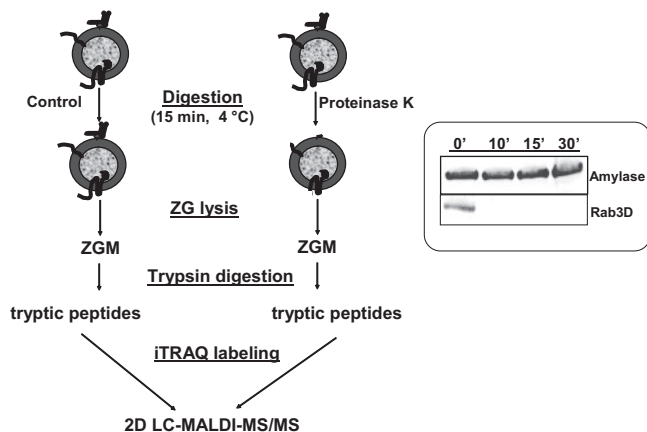 Control
Digestion
(15 min, 4 °C)
Proteinase K
0' 10' 15' 30'
Amylase
Rab3D
ZG lysis
ZGM
ZGM
Trypsin digestion
tryptic peptides
tryptic peptides
iTRAQ labeling
2D LC-MALDI-MS/MS